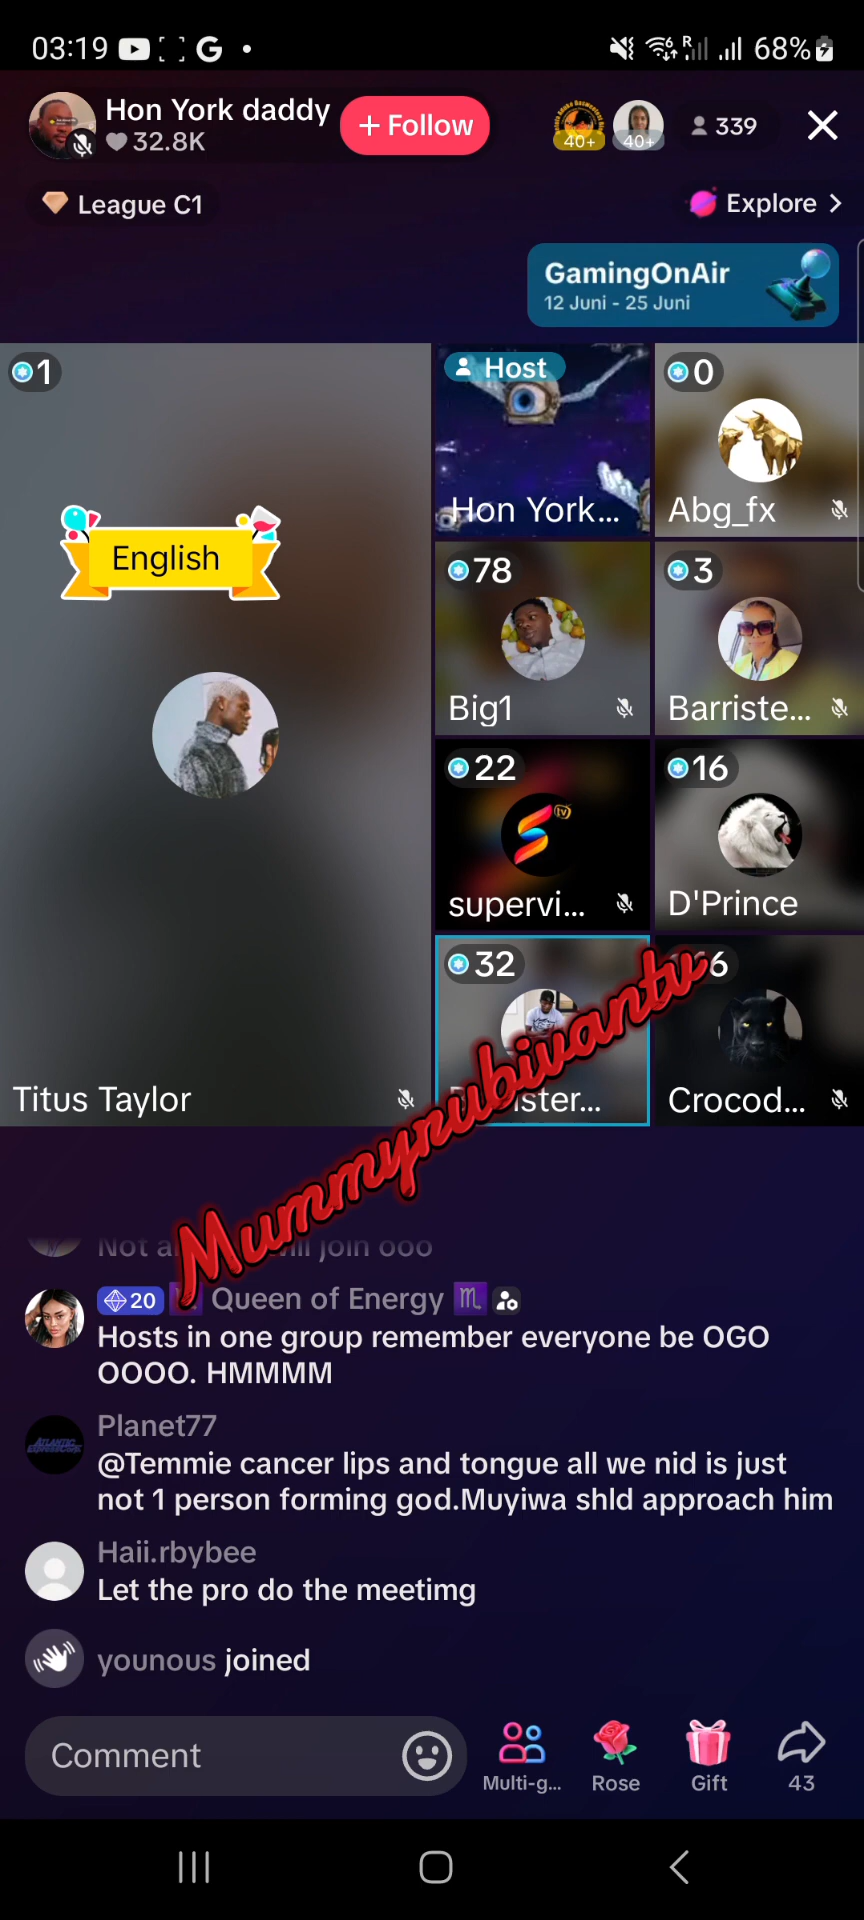 03:19
68%
Hon York daddy
32.8K
+ Follow
40+
40+
339
League C1
Explore
GamingOnAir
12 Juni - 25 Juni
1
English
Titus Taylor
Host
Hon York...
0
Abg_fx
78
Big1
3
Barriste...
22
supervi...
16
D'Prince
32
ister...
6
Crocod...
Mummyrubivantv
Not a
ill join ooo
20
Queen of Energy
Hosts in one group remember everyone be OGO
OOOO. HMMMM
Planet77
@Temmie cancer lips and tongue all we nid is just
not 1 person forming god.Muyiwa shld approach him
Haii.rbybee
Let the pro do the meetimg
younous joined
Comment
Multi-g...
Rose
Gift
43